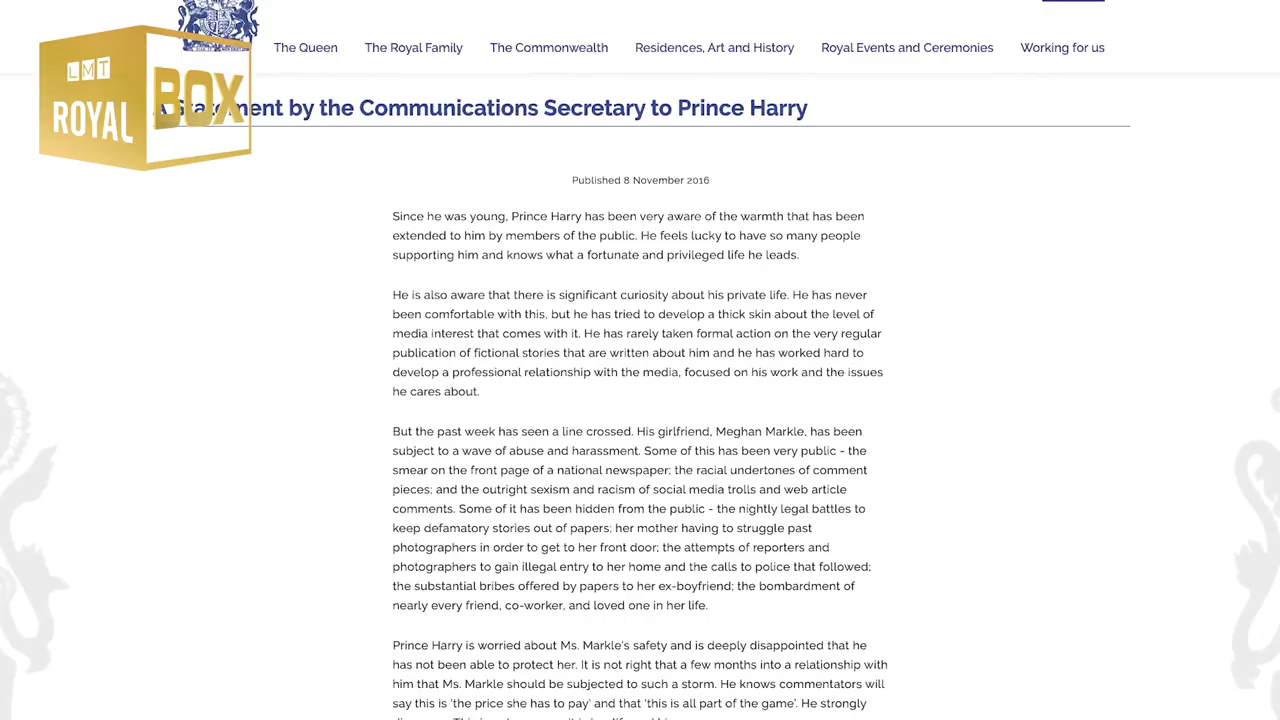 The Queen The Royal Family The Commonwealth Residences, Art and History Royal Events and Ceremonies Working for us
LMT
ROYAL
BOX
A Statement by the Communications Secretary to Prince Harry
Published 8 November 2016
Since he was young, Prince Harry has been very aware of the warmth that has been
extended to him by members of the public. He feels lucky to have so many people
supporting him and knows what a fortunate and privileged life he leads.
He is also aware that there is significant curiosity about his private life. He has never
been comfortable with this, but he has tried to develop a thick skin about the level of
media interest that comes with it. He has rarely taken formal action on the very regular
publication of fictional stories that are written about him and he has worked hard to
develop a professional relationship with the media, focused on his work and the issues
he cares about.
But the past week has seen a line crossed. His girlfriend, Meghan Markle, has been
subject to a wave of abuse and harassment. Some of this has been very public - the
smear on the front page of a national newspaper; the racial undertones of comment
pieces; and the outright sexism and racism of social media trolls and web article
comments. Some of it has been hidden from the public - the nightly legal battles to
keep defamatory stories out of papers; her mother having to struggle past
photographers in order to get to her front door; the attempts of reporters and
photographers to gain illegal entry to her home and the calls to police that followed;
the substantial bribes offered by papers to her ex-boyfriend; the bombardment of
nearly every friend, co-worker, and loved one in her life.
Prince Harry is worried about Ms. Markle's safety and is deeply disappointed that he
has not been able to protect her. It is not right that a few months into a relationship with
him that Ms. Markle should be subjected to such a storm. He knows commentators will
say this is 'the price she has to pay' and that 'this is all part of the game'. He strongly